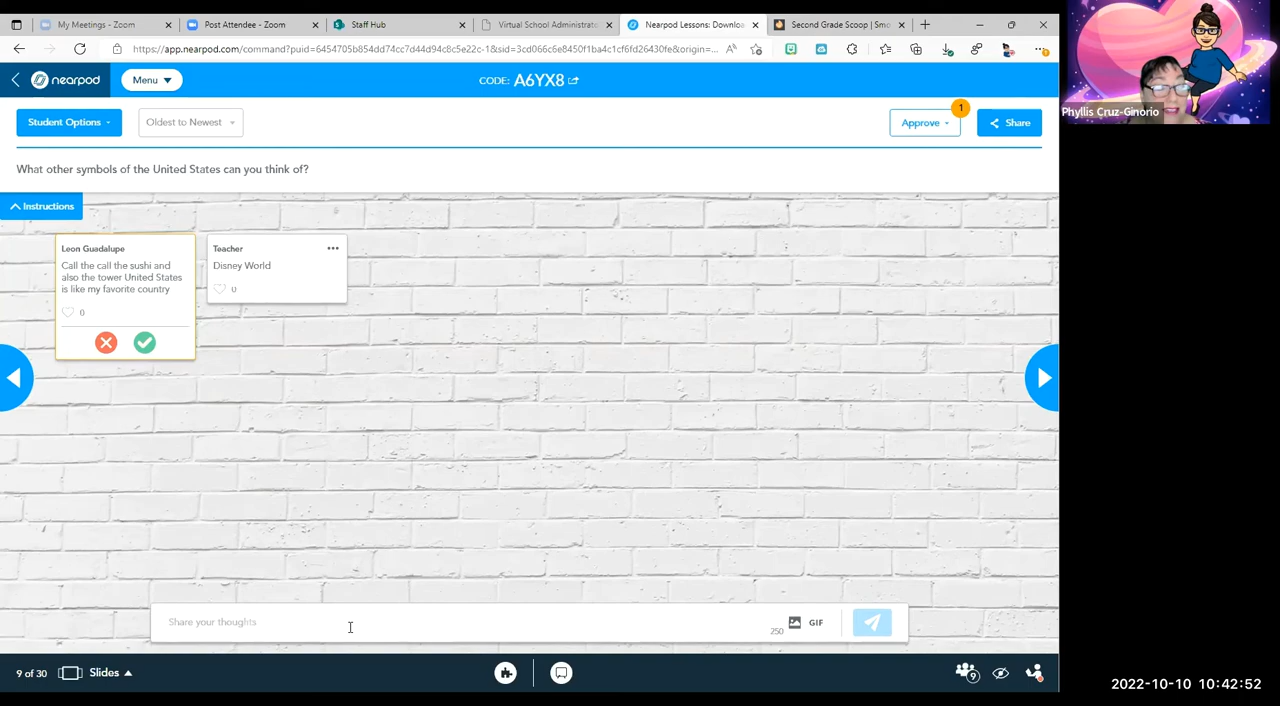 My Meetings - Zoom
Post Attendee - Zoom
Staff Hub
Virtual School Administrato
Nearpod Lessons: Downloa
Second Grade Scoop | Smo
https://app.nearpod.com/command?puid=6454705b854dd74cc7d44d94c8c5e22c-1&sid=3cd066c6e8450f1ba4c1cf6fd26430fe&origin=...
nearpod
Menu
CODE: A6YX8
Phyllis Cruz-Ginorio
Student Options
Oldest to Newest
Approve
1
Share
What other symbols of the United States can you think of?
Instructions
Leon Guadalupe
Call the call the sushi and
also the tower United States
is like my favorite country
0
Teacher
Disney World
0
Share your thoughts
250
GIF
9 of 30
Slides
9
2022-10-10 10:42:52